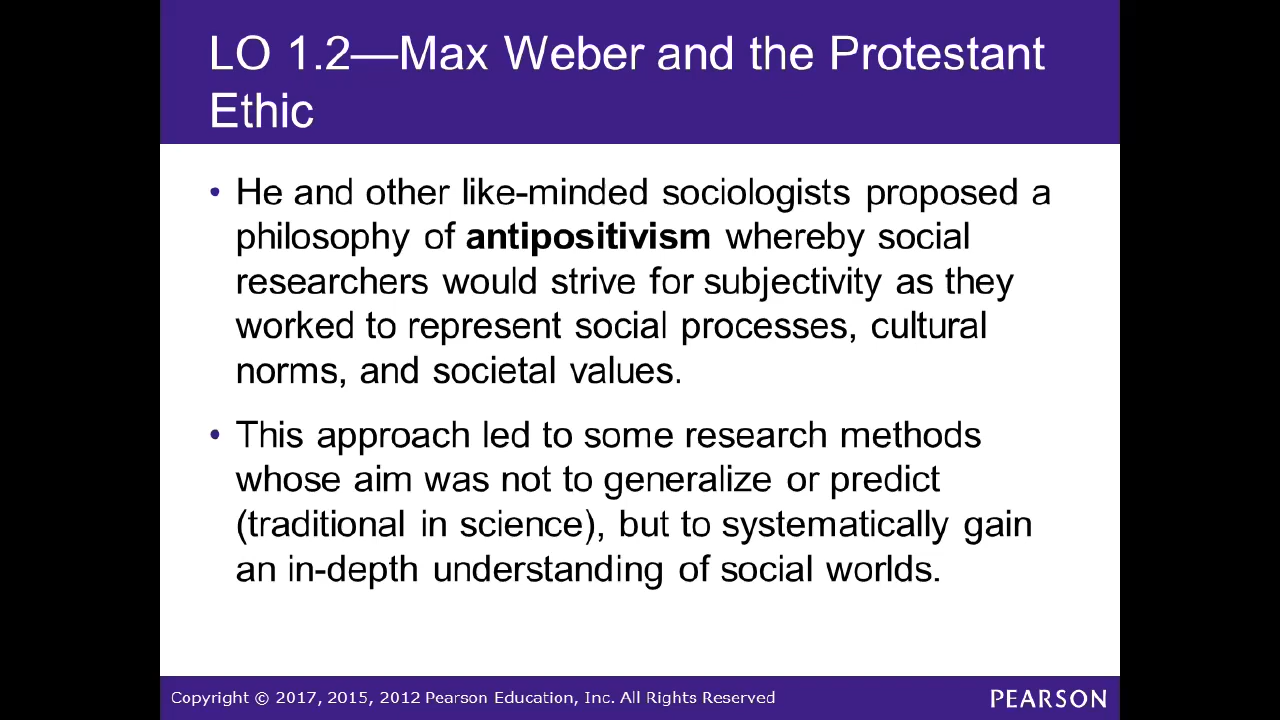 LO 1.2—Max Weber and the Protestant
Ethic
• He and other like-minded sociologists proposed a
philosophy of antipositivism whereby social
researchers would strive for subjectivity as they
worked to represent social processes, cultural
norms, and societal values.
• This approach led to some research methods
whose aim was not to generalize or predict
(traditional in science), but to systematically gain
an in-depth understanding of social worlds.
Copyright © 2017, 2015, 2012 Pearson Education, Inc. All Rights Reserved
PEARSON